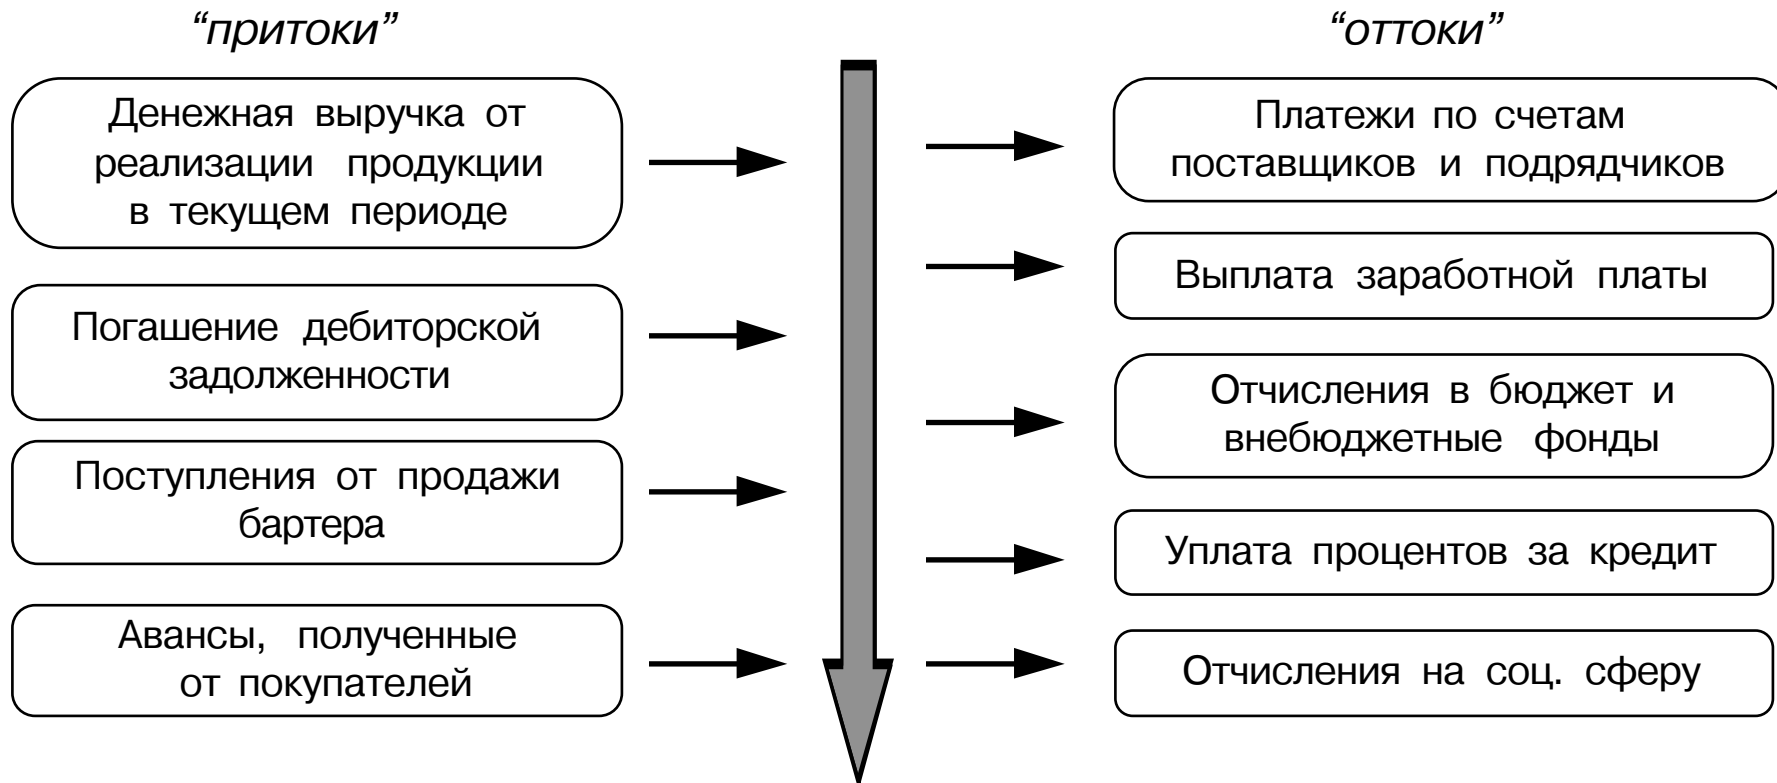 “притоки”
Денежная выручка от
реализации продукции
в текущем периоде
Погашение дебиторской
задолженности
Поступления от продажи
бартера
Авансы, полученные
от покупателей
“оттоки”
Платежи по счетам
поставщиков и подрядчиков
Выплата заработной платы
Отчисления в бюджет и
внебюджетные фонды
Уплата процентов за кредит
Отчисления на соц. сферу